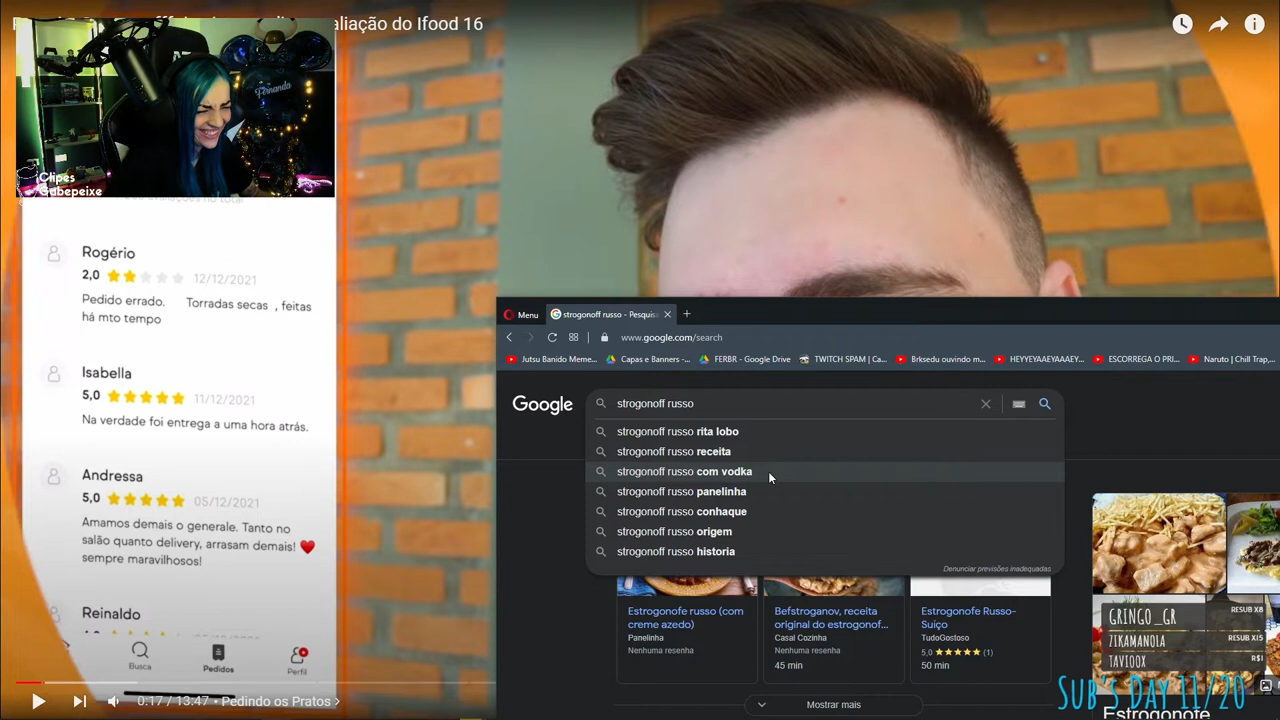 aliação do Ifood 16
Fernanda
Clipes
Gabepeixe
Rogério
2,0 12/12/2021
Pedido errado. Torradas secas , feitas
há mto tempo
Isabella
5,0 11/12/2021
Na verdade foi entrega a uma hora atrás.
Andressa
5,0 05/12/2021
Amamos demais o generale. Tanto no
salão quanto delivery, arrasam demais! ❤️
sempre maravilhosos!
Reinaldo
Busca Pedidos Perfil
0:17 / 13:47 • Pedindo os Pratos >
Menu strogonoff russo - Pesquisa
www.google.com/search
Jutsu Banido Meme... Capas e Banners -... FERBR - Google Drive TWITCH SPAM | Ca... Brksedu ouvindo m... HEYYEYAAEYAAAEY... ESCORREGA O PRI... Naruto | Chill Trap,...
Google strogonoff russo
strogonoff russo rita lobo
strogonoff russo receita
strogonoff russo com vodka
strogonoff russo panelinha
strogonoff russo conhaque
strogonoff russo origem
strogonoff russo historia
Denunciar previsões inadequadas
Estrogonofe russo (com
creme azedo)
Panelinha
Nenhuma resenha
Befstroganov, receita
original do estrogonof...
Casal Cozinha
Nenhuma resenha
45 min
Estrogonofe Russo-
Suiço
TudoGostoso
5,0 (1)
50 min
Mostrar mais
GRINGO_GR RESUB X8
ZIKAMANOLA RESUB X15
TAVIOOX R$1
SUB'S DAY 11/20
Estrogonofe